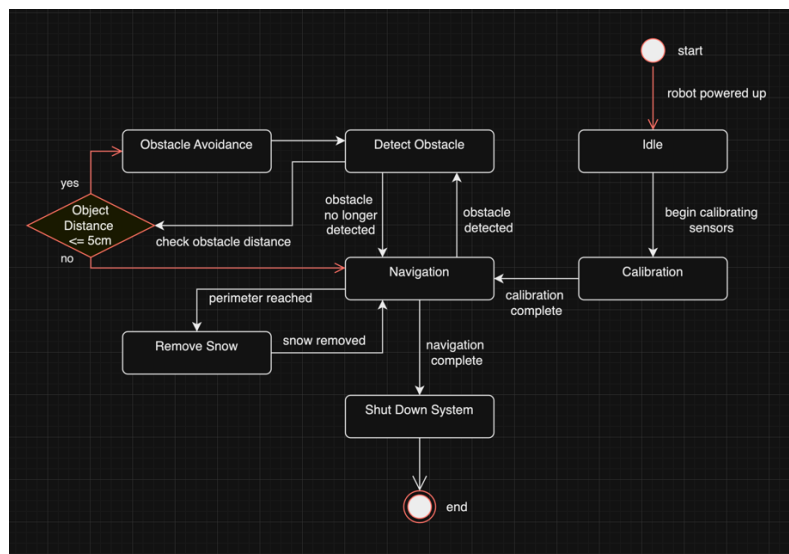 start
robot powered up
Obstacle Avoidance
Detect Obstacle
Idle
yes
Object
Distance
<= 5cm
check obstacle distance
obstacle
no longer
detected
obstacle
detected
begin calibrating
sensors
no
Navigation
Calibration
perimeter reached
calibration
complete
Remove Snow
snow removed
navigation
complete
Shut Down System
end